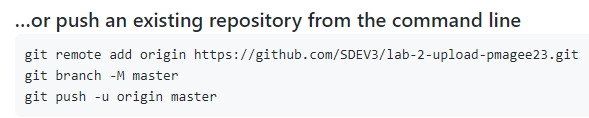 ...or push an existing repository from the command line
git remote add origin https://github.com/SDEV3/lab-2-upload-pmagee23.git
git branch -M master
git push -u origin master